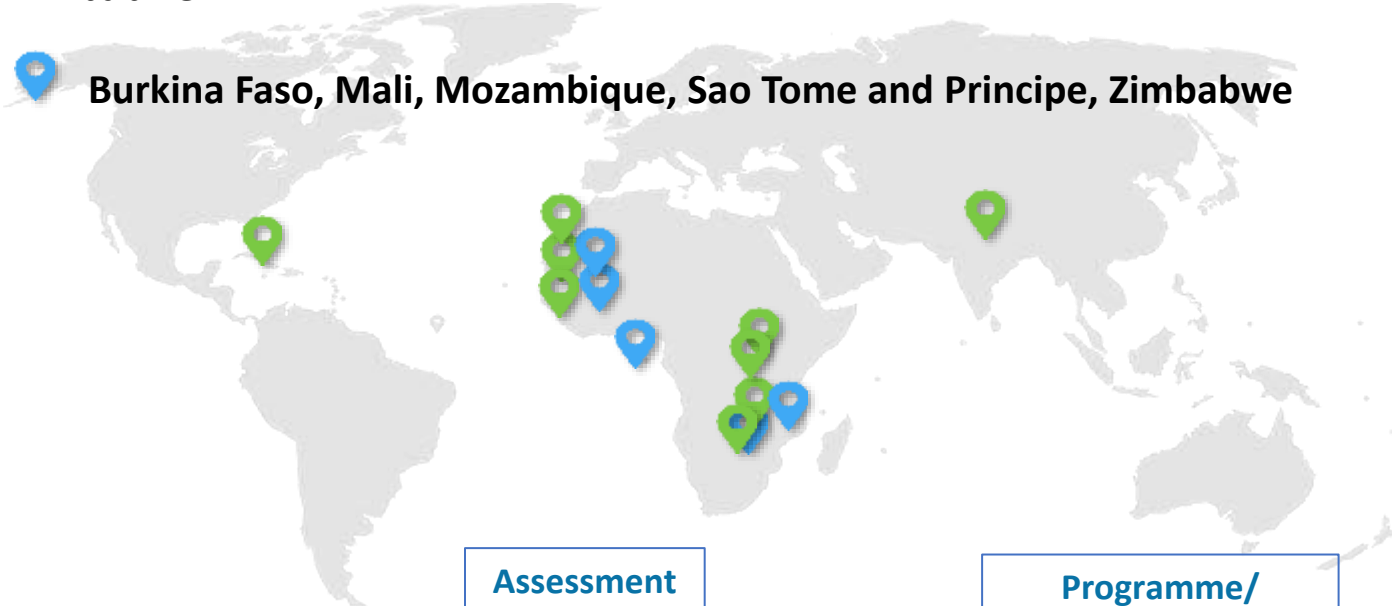 Burkina Faso, Mali, Mozambique, Sao Tome and Principe, Zimbabwe
Assessment
Programme/